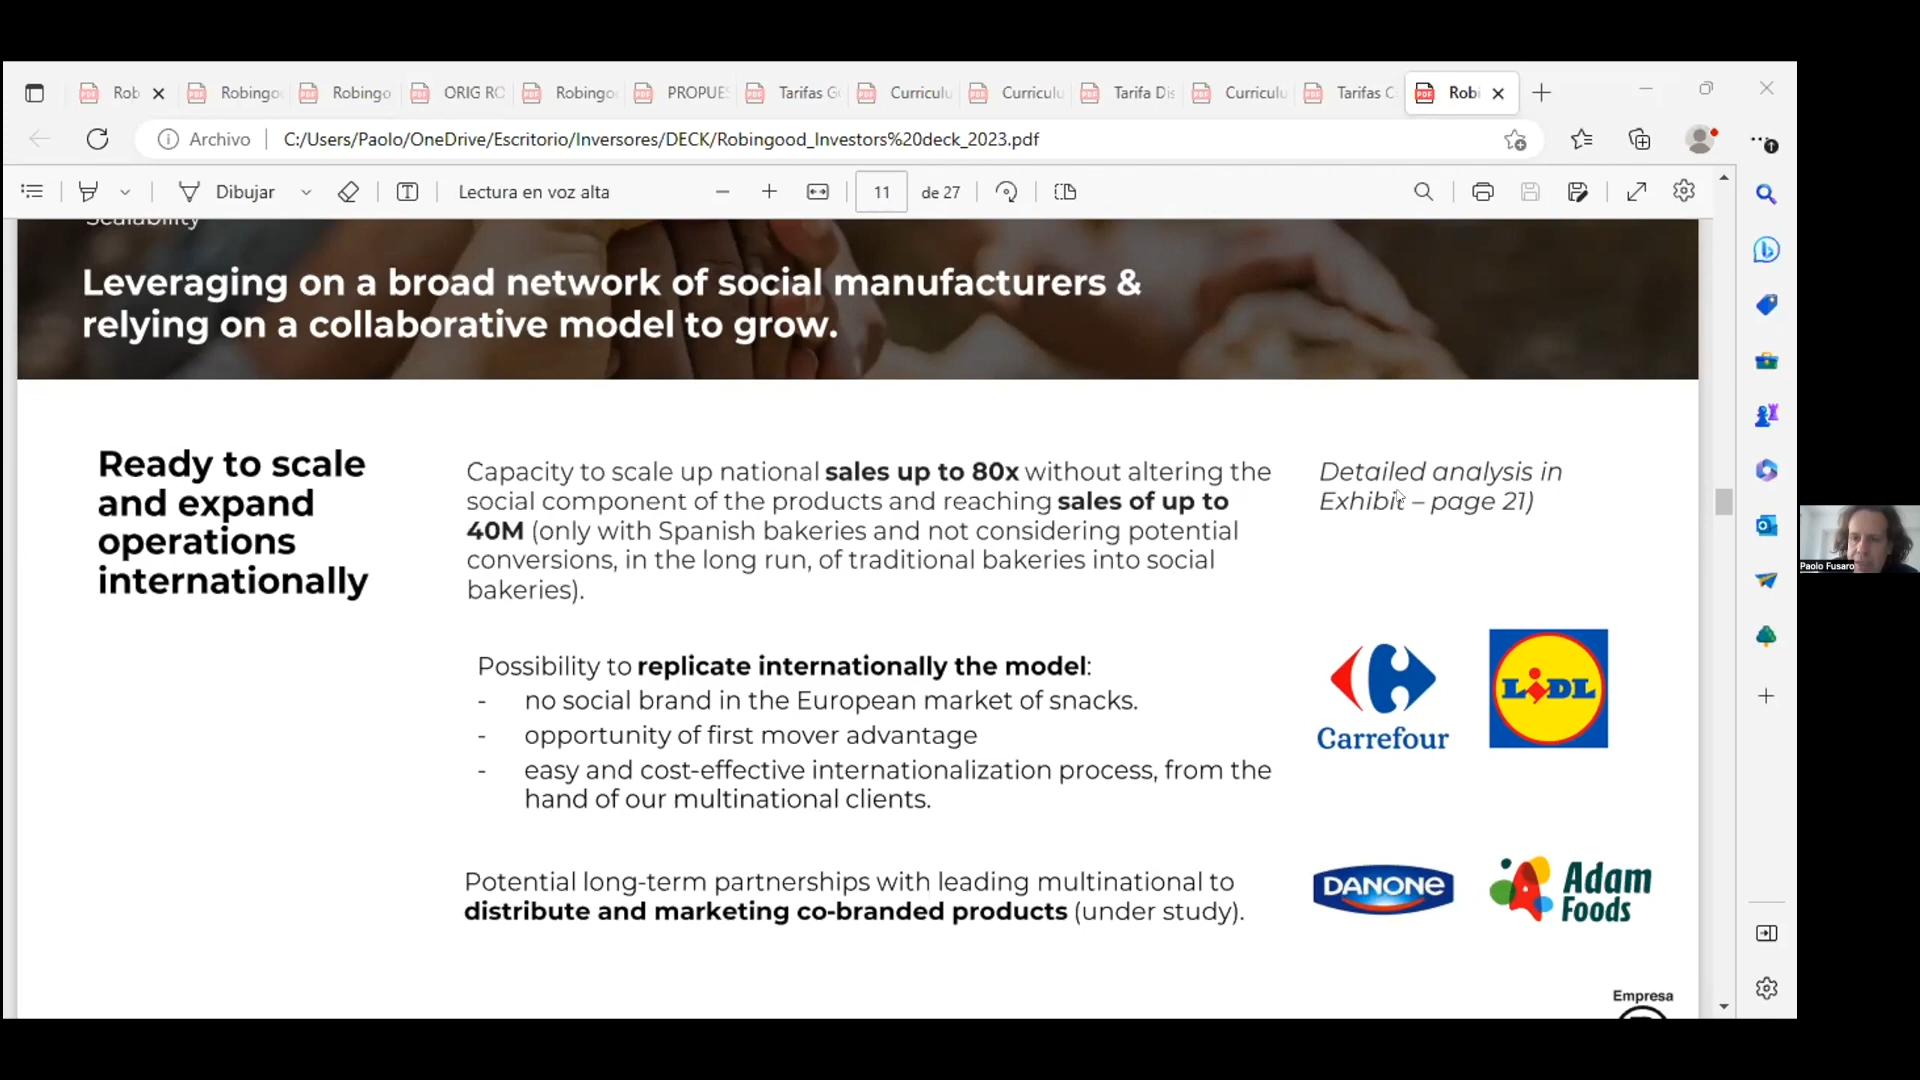 Rob
Robingo
Robingo
ORIG RO
Robingo
PROPUES
Tarifas G
Curriculu
Curriculu
Tarifa Dis
Curriculu
Tarifas C
Robi
Archivo
C:/Users/Paolo/OneDrive/Escritorio/Inversores/DECK/Robingood_Investors%20deck_2023.pdf
Dibujar
Lectura en voz alta
11 de 27
Scalability
Leveraging on a broad network of social manufacturers &
relying on a collaborative model to grow.
Ready to scale
and expand
operations
internationally
Capacity to scale up national sales up to 80x without altering the
social component of the products and reaching sales of up to
40M (only with Spanish bakeries and not considering potential
conversions, in the long run, of traditional bakeries into social
bakeries).
Detailed analysis in
Exhibit – page 21)
Possibility to replicate internationally the model:
- no social brand in the European market of snacks.
- opportunity of first mover advantage
- easy and cost-effective internationalization process, from the
hand of our multinational clients.
Carrefour
LIDL
Potential long-term partnerships with leading multinational to
distribute and marketing co-branded products (under study).
DANONE
Adam
Foods
Empresa
Paolo Fusaro